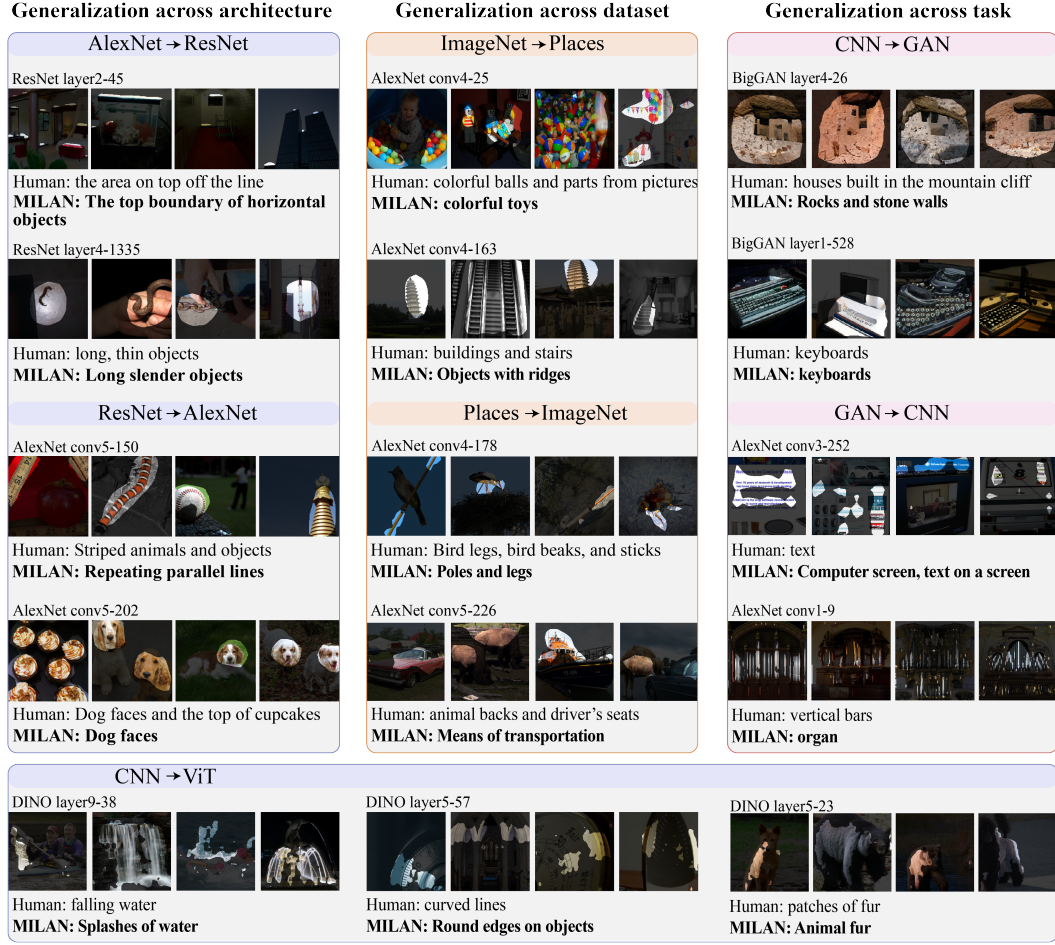 Generalization across architecture
Generalization across dataset
Generalization across task
AlexNet → ResNet
ResNet layer2-45
Human: the area on top off the line
MILAN: The top boundary of horizontal
objects
ResNet layer4-1335
Human: long, thin objects
MILAN: Long slender objects
ResNet → AlexNet
AlexNet conv5-150
Human: Striped animals and objects
MILAN: Repeating parallel lines
AlexNet conv5-202
Human: Dog faces and the top of cupcakes
MILAN: Dog faces
ImageNet → Places
AlexNet conv4-25
Human: colorful balls and parts from pictures
MILAN: colorful toys
AlexNet conv4-163
Human: buildings and stairs
MILAN: Objects with ridges
Places → ImageNet
AlexNet conv4-178
Human: Bird legs, bird beaks, and sticks
MILAN: Poles and legs
AlexNet conv5-226
Human: animal backs and driver's seats
MILAN: Means of transportation
CNN → GAN
BigGAN layer4-26
Human: houses built in the mountain cliff
MILAN: Rocks and stone walls
BigGAN layer1-528
Human: keyboards
MILAN: keyboards
GAN → CNN
AlexNet conv3-252
Human: text
MILAN: Computer screen, text on a screen
AlexNet conv1-9
Human: vertical bars
MILAN: organ
CNN → ViT
DINO layer9-38
Human: falling water
MILAN: Splashes of water
DINO layer5-57
Human: curved lines
MILAN: Round edges on objects
DINO layer5-23
Human: patches of fur
MILAN: Animal fur